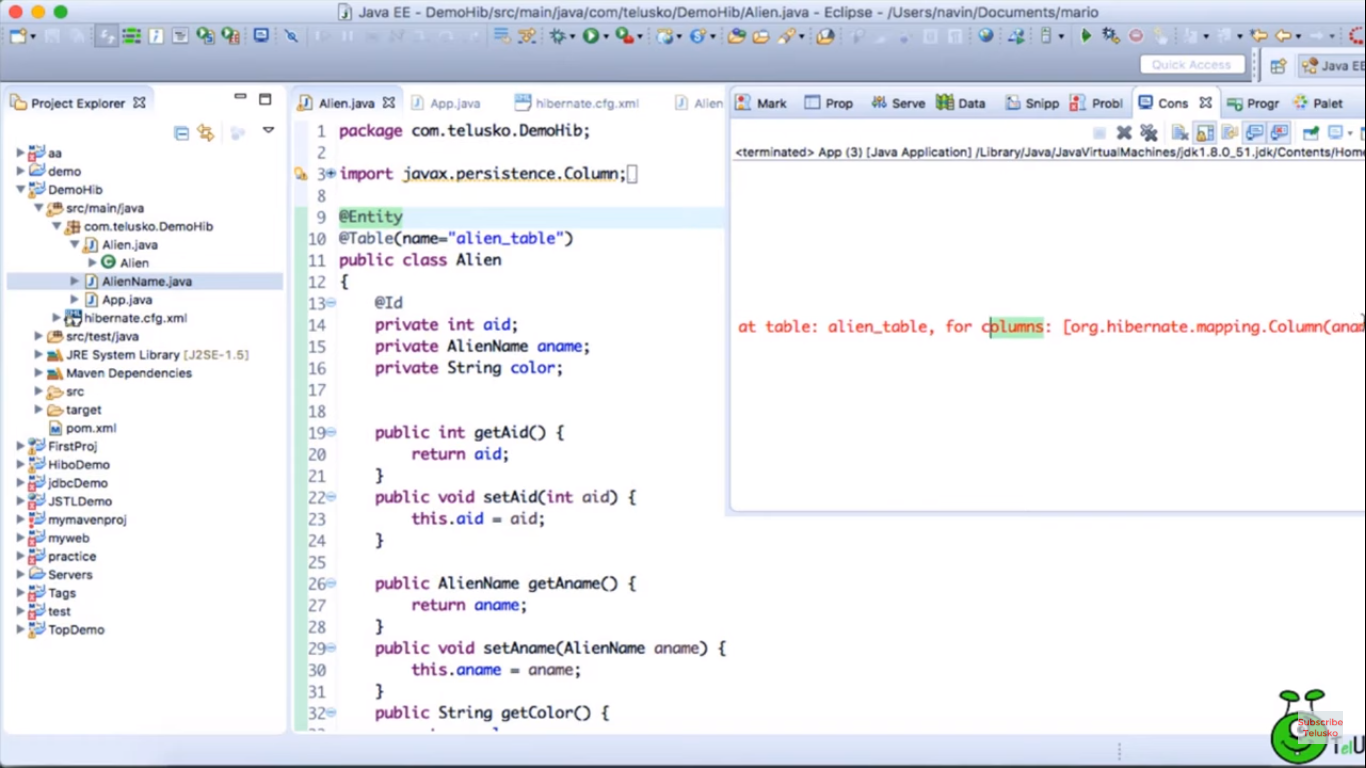 Java EE - DemoHib/src/main/java/com/telusko/DemoHib/Alien.java - Eclipse - /Users/navin/Documents/mario
Quick Access
Java EE
Project Explorer
aa
demo
DemoHib
src/main/java
com.telusko.DemoHib
Alien.java
Alien
AlienName.java
App.java
hibernate.cfg.xml
src/test/java
JRE System Library [J2SE-1.5]
Maven Dependencies
src
target
pom.xml
FirstProj
HiboDemo
jdbcDemo
JSTLDemo
mymavenproj
myweb
practice
Servers
Tags
test
TopDemo
Alien.java App.java hibernate.cfg.xml Alien
1 package com.telusko.DemoHib;
2
3 import javax.persistence.Column;
8
9 @Entity
10 @Table(name="alien_table")
11 public class Alien
12 {
13 @Id
14 private int aid;
15 private AlienName aname;
16 private String color;
17
18
19 public int getAid() {
20 return aid;
21 }
22 public void setAid(int aid) {
23 this.aid = aid;
24 }
25
26 public AlienName getAname() {
27 return aname;
28 }
29 public void setAname(AlienName aname) {
30 this.aname = aname;
31 }
32 public String getColor() {
Mark Prop Serve Data Snipp Probl Cons Progr Palet
<terminated> App (3) [Java Application] /Library/Java/JavaVirtualMachines/jdk1.8.0_51.jdk/Contents/Home
at table: alien_table, for columns: [org.hibernate.mapping.Column(
Subscribe
Telusko